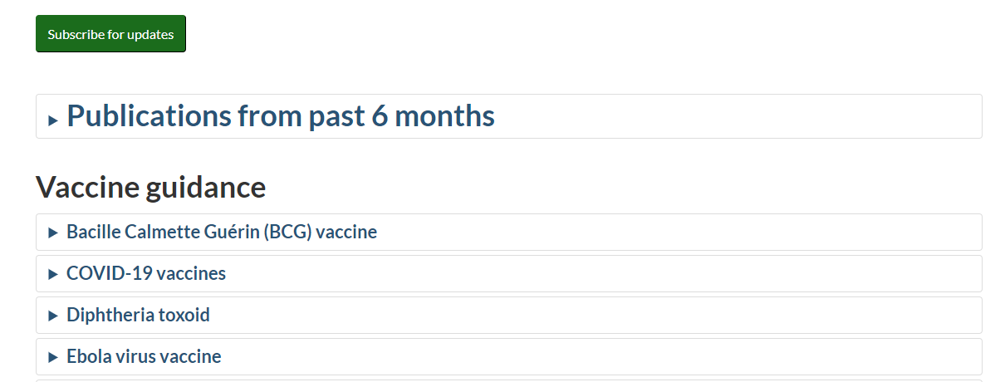 Subscribe for updates
Publications from past 6 months
Vaccine guidance
Bacille Calmette Guérin (BCG) vaccine
COVID-19 vaccines
Diphtheria toxoid
Ebola virus vaccine